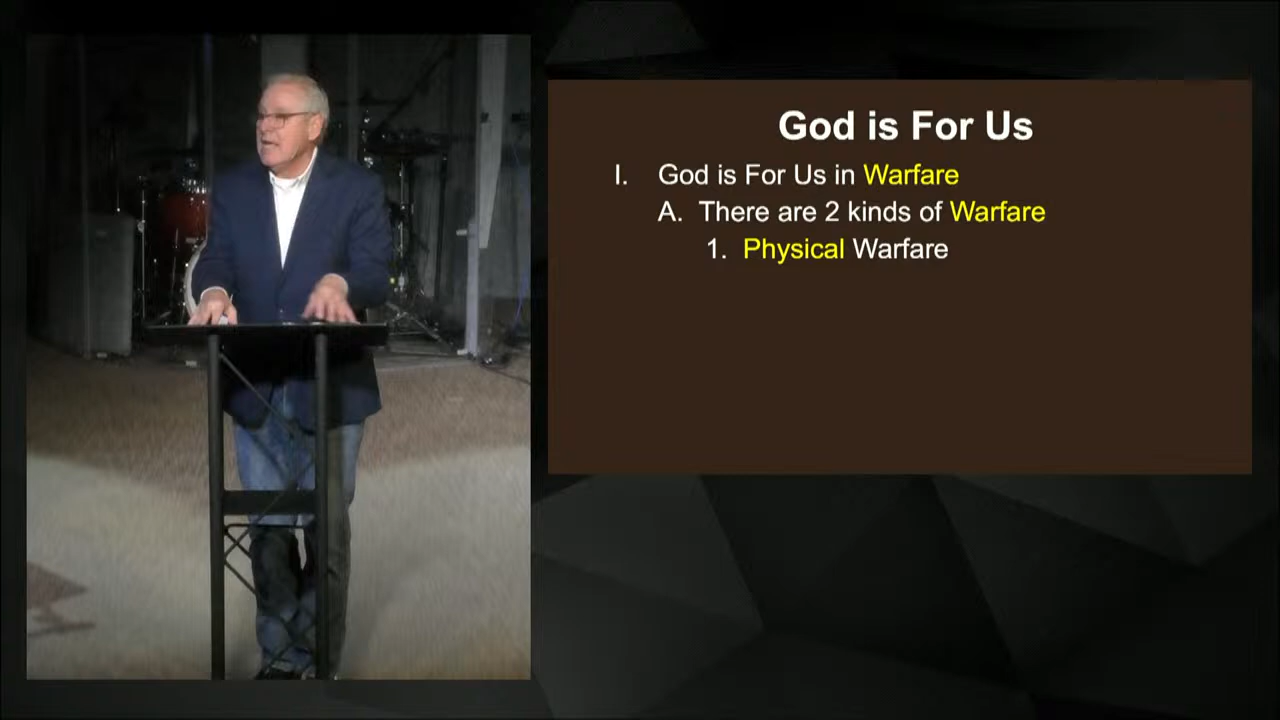 God is For Us
I. God is For Us in Warfare
A. There are 2 kinds of Warfare
1. Physical Warfare